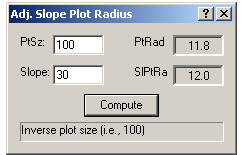 Adj. Slope Plot Radius
PtSz: 100 PtRad 11.8
Slope: 30 SlPtRa 12.0
Compute
Inverse plot size (i.e., 100)